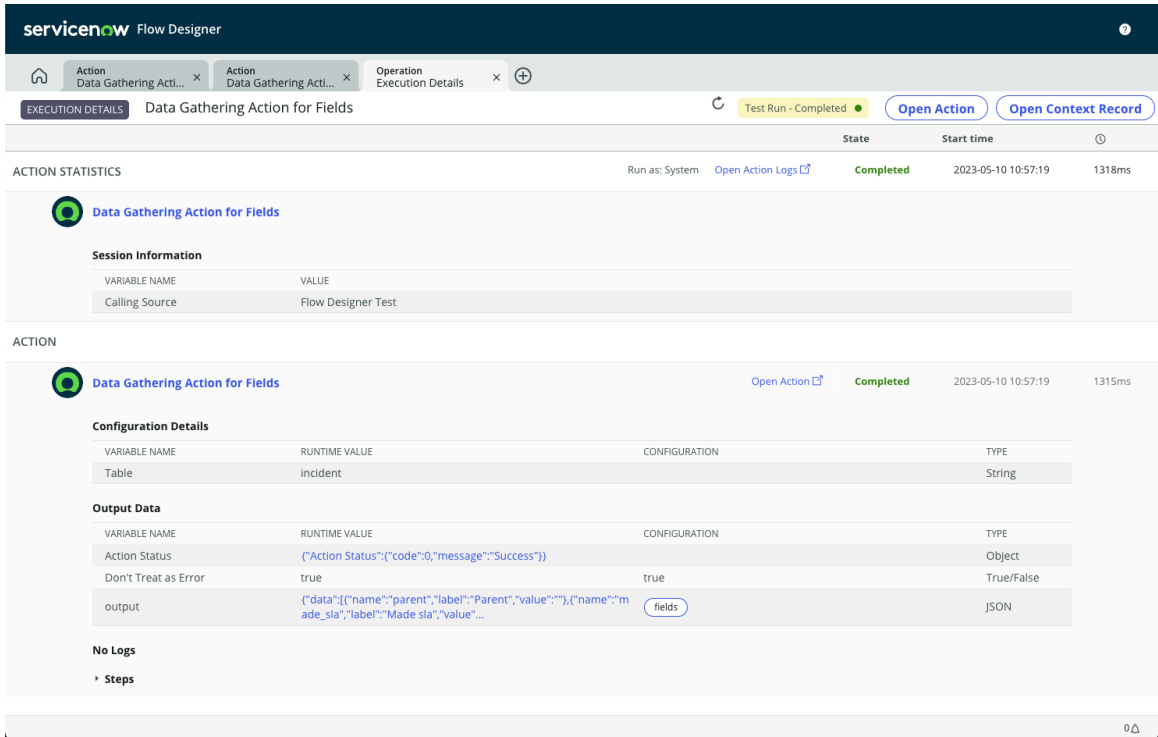 servicenow Flow Designer
Action
Data Gathering Acti...
Action
Data Gathering Acti...
Operation
Execution Details
EXECUTION DETAILS Data Gathering Action for Fields Test Run - Completed Open Action Open Context Record
State Start time
ACTION STATISTICS Run as: System Open Action Logs Completed 2023-05-10 10:57:19 1318ms
Data Gathering Action for Fields
Session Information
VARIABLE NAME VALUE
Calling Source Flow Designer Test
ACTION
Data Gathering Action for Fields Open Action Completed 2023-05-10 10:57:19 1315ms
Configuration Details
VARIABLE NAME RUNTIME VALUE CONFIGURATION TYPE
Table incident String
Output Data
VARIABLE NAME RUNTIME VALUE CONFIGURATION TYPE
Action Status {"Action Status":{"code":0,"message":"Success"}} Object
Don't Treat as Error true true True/False
output {"data":[{"name":"parent","label":"Parent","value":""},{"name":"m
ade_sla","label":"Made sla","value"... fields JSON
No Logs
Steps
0